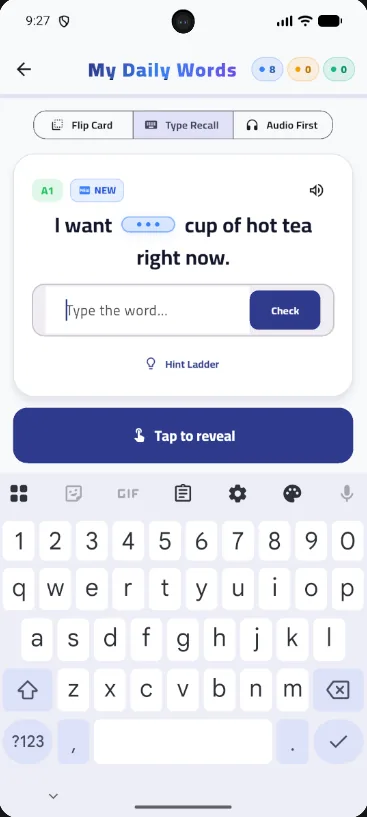 9:27
My Daily Words
8
0
0
Flip Card
Type Recall
Audio First
A1
NEW
I want ••• cup of hot tea
right now.
Type the word...
Check
Hint Ladder
Tap to reveal
GIF
1 2 3 4 5 6 7 8 9 0
q w e r t y u i o p
a s d f g h j k l
z x c v b n m
?123 , .